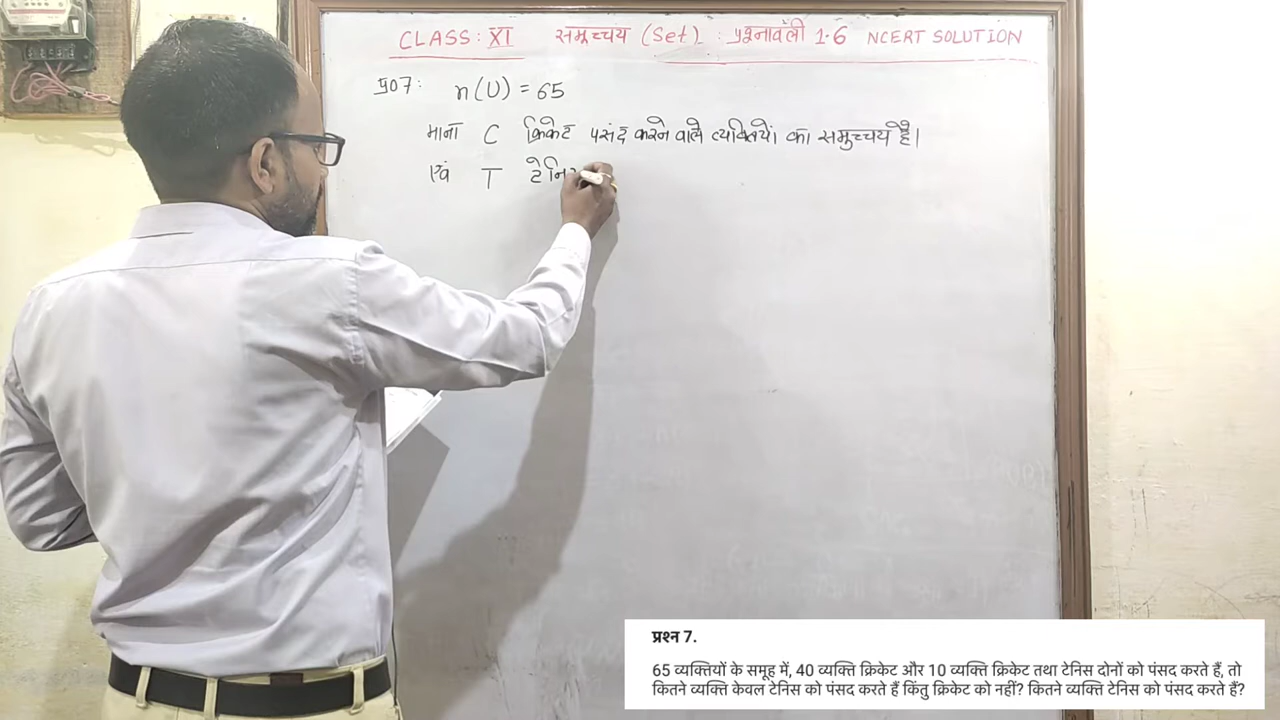 CLASS: XI समूच्चय (Set) : प्रश्नावली 1.6 NCERT SOLUTION
प्र07: n(U) = 65
माना C क्रिकेट पसंद करने वाले व्यक्तियों का समुच्चय है।
एवं T टेनि
प्रश्न 7.
65 व्यक्तियों के समूह में, 40 व्यक्ति क्रिकेट और 10 व्यक्ति क्रिकेट तथा टेनिस दोनों को पंसद करते हैं, तो
कितने व्यक्ति केवल टेनिस को पंसद करते हैं किंतु क्रिकेट को नहीं? कितने व्यक्ति टेनिस को पसंद करते हैं?